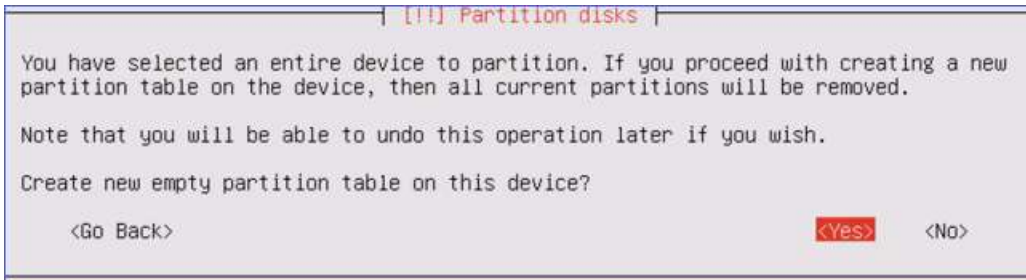 [!!] Partition disks
You have selected an entire device to partition. If you proceed with creating a new
partition table on the device, then all current partitions will be removed.
Note that you will be able to undo this operation later if you wish.
Create new empty partition table on this device?
<Go Back> <Yes> <No>